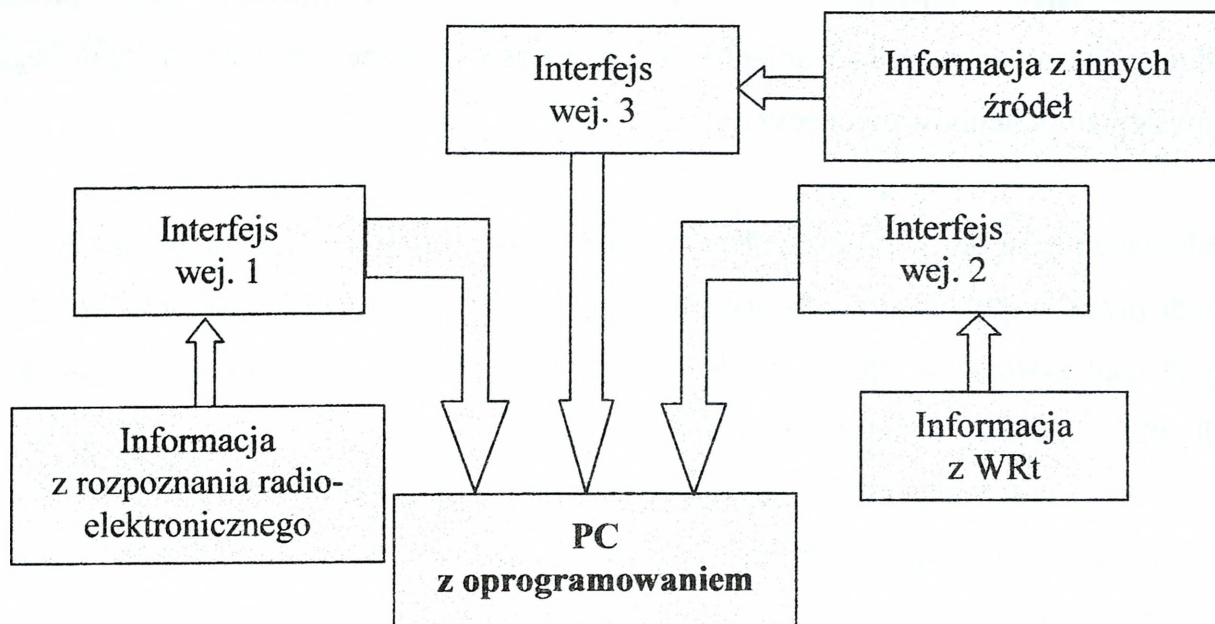 Interfejs
wej. 3
Informacja z innych
źródeł
Interfejs
wej. 1
Interfejs
wej. 2
Informacja
z rozpoznania radio-
elektronicznego
Informacja
z WRt
PC
z oprogramowaniem